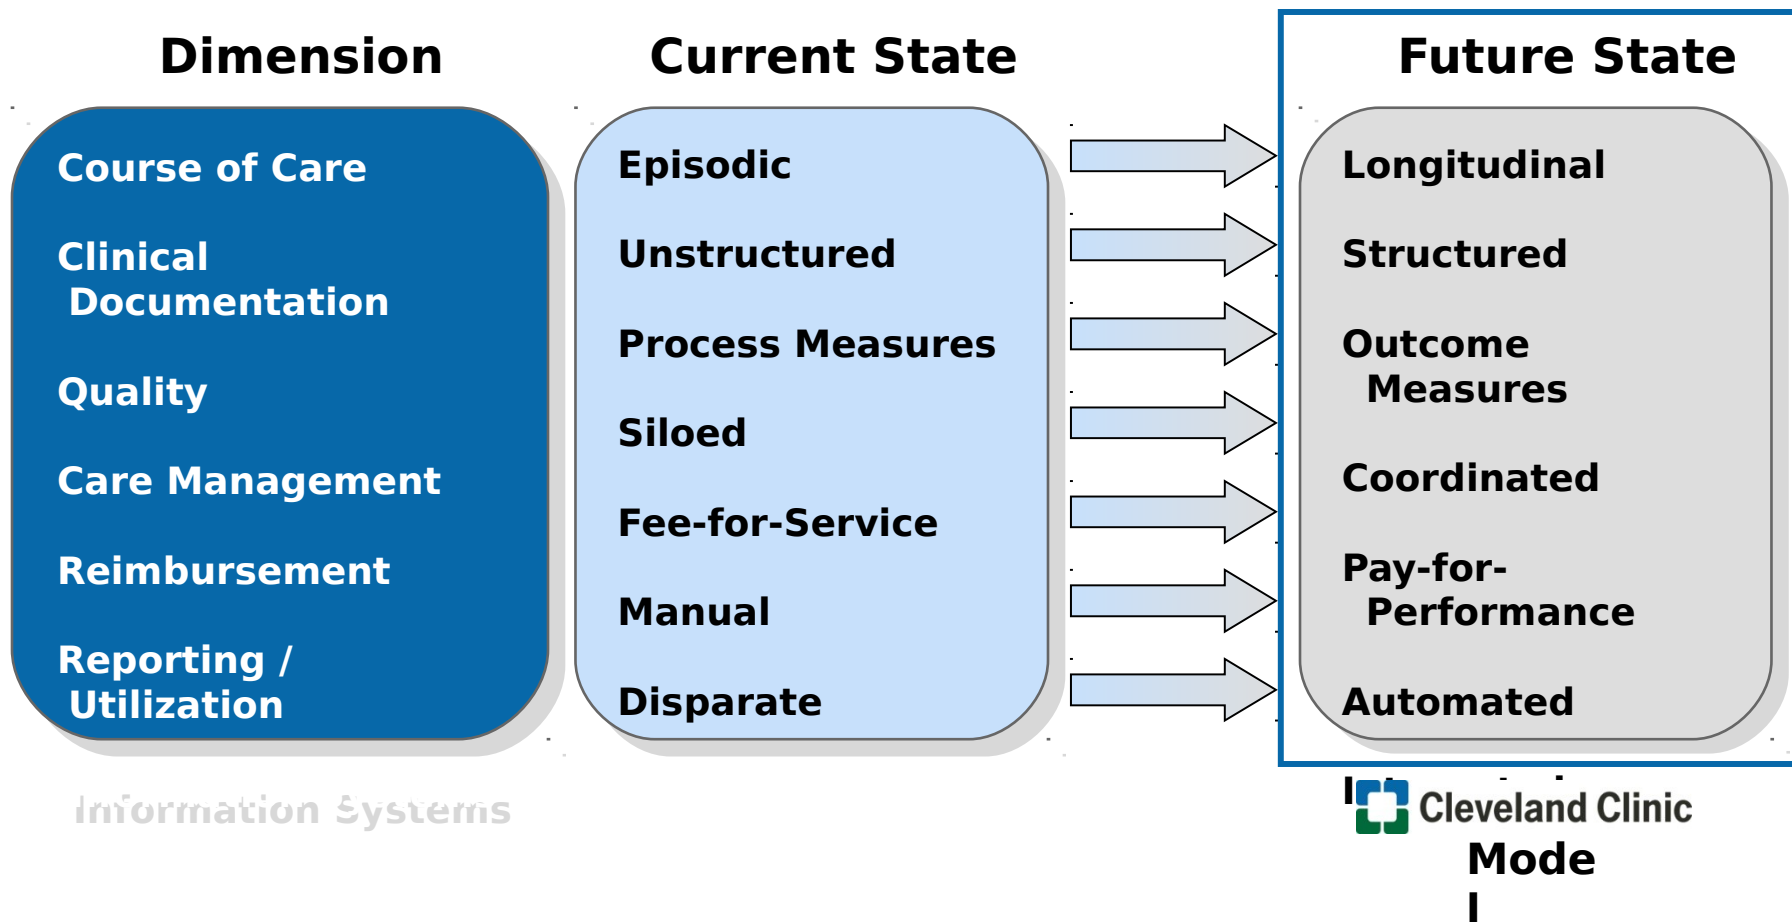 Dimension
Current State
Future State
Course of Care
Clinical
Documentation
Quality
Care Management
Reimbursement
Reporting /
Utilization
Information Systems
Episodic
Unstructured
Process Measures
Siloed
Fee-for-Service
Manual
Disparate
Longitudinal
Structured
Outcome
Measures
Coordinated
Pay-for-
Performance
Automated
Cleveland Clinic
Mode
l